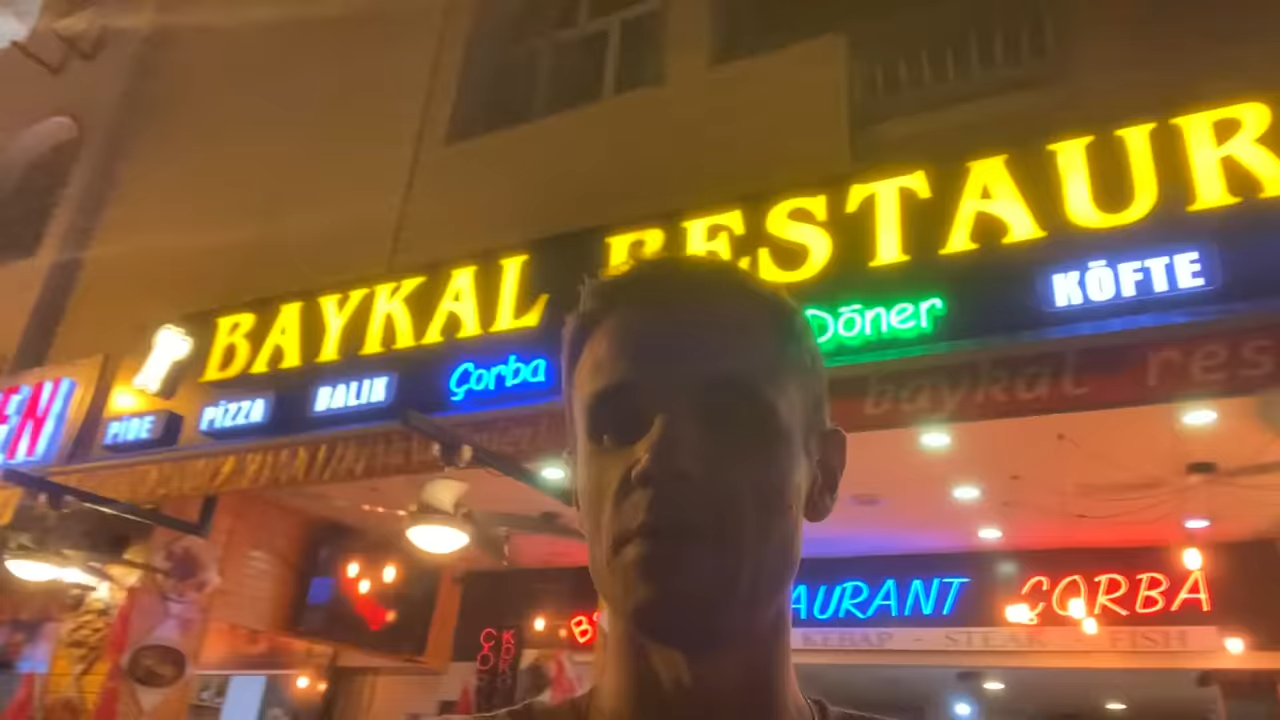 BAYKAL RESTAUR
PIDE PİZZA BALIK Çorba Döner KÖFTE
baykal res
AURANT ÇORBA
KEBAP - STEAK - FISH